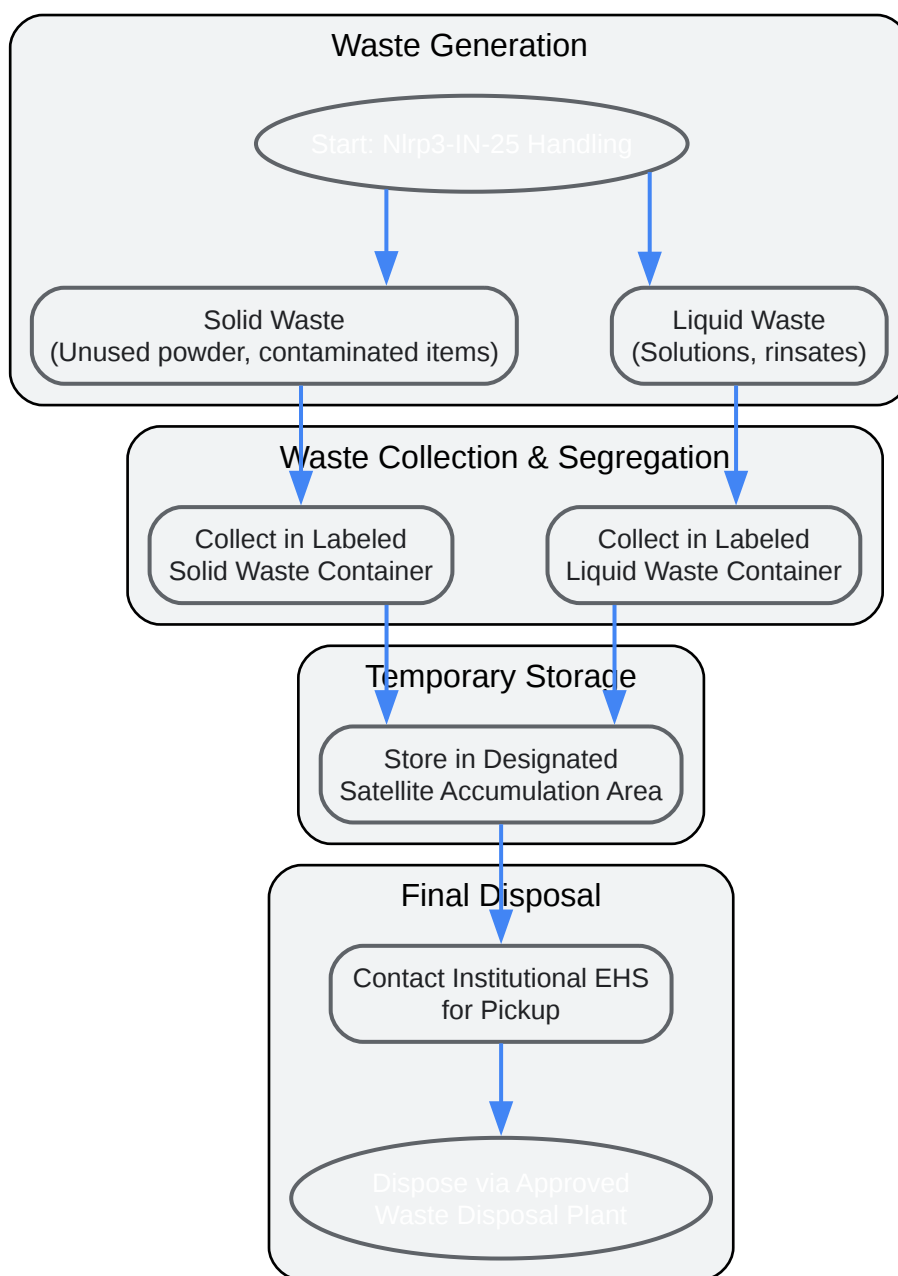 Waste Generation
Start: Nlrp3-IN-25 Handling
Solid Waste
(Unused powder, contaminated items)
Liquid Waste
(Solutions, rinsates)
Waste Collection & Segregation
Collect in Labeled
Solid Waste Container
Collect in Labeled
Liquid Waste Container
Temporary Storage
Store in Designated
Satellite Accumulation Area
Final Disposal
Contact Institutional EHS
for Pickup
Dispose via Approved
Waste Disposal Plant